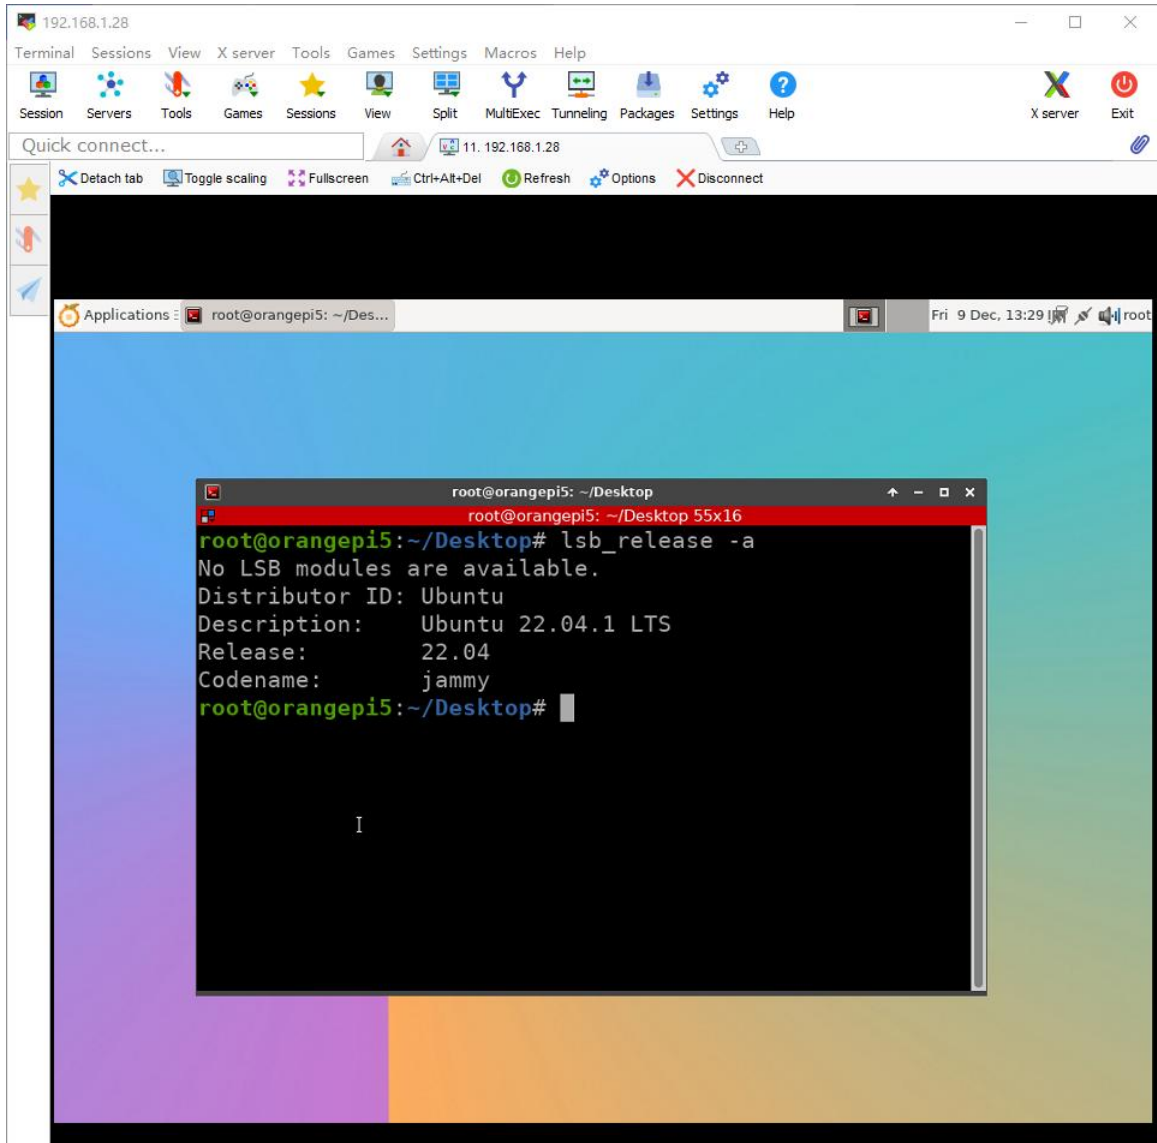 192.168.1.28
Terminal Sessions View X server Tools Games Settings Macros Help
Session Servers Tools Games Sessions View Split MultiExec Tunneling Packages Settings Help X server Exit
Quick connect... 11. 192.168.1.28
Detach tab Toggle scaling Fullscreen Ctrl+Alt+Del Refresh Options Disconnect
Applications root@orangepi5: ~/Des... Fri 9 Dec, 13:29 root
root@orangepi5: ~/Desktop
root@orangepi5: ~/Desktop 55x16
root@orangepi5:~/Desktop# lsb_release -a
No LSB modules are available.
Distributor ID: Ubuntu
Description: Ubuntu 22.04.1 LTS
Release: 22.04
Codename: jammy
root@orangepi5:~/Desktop#